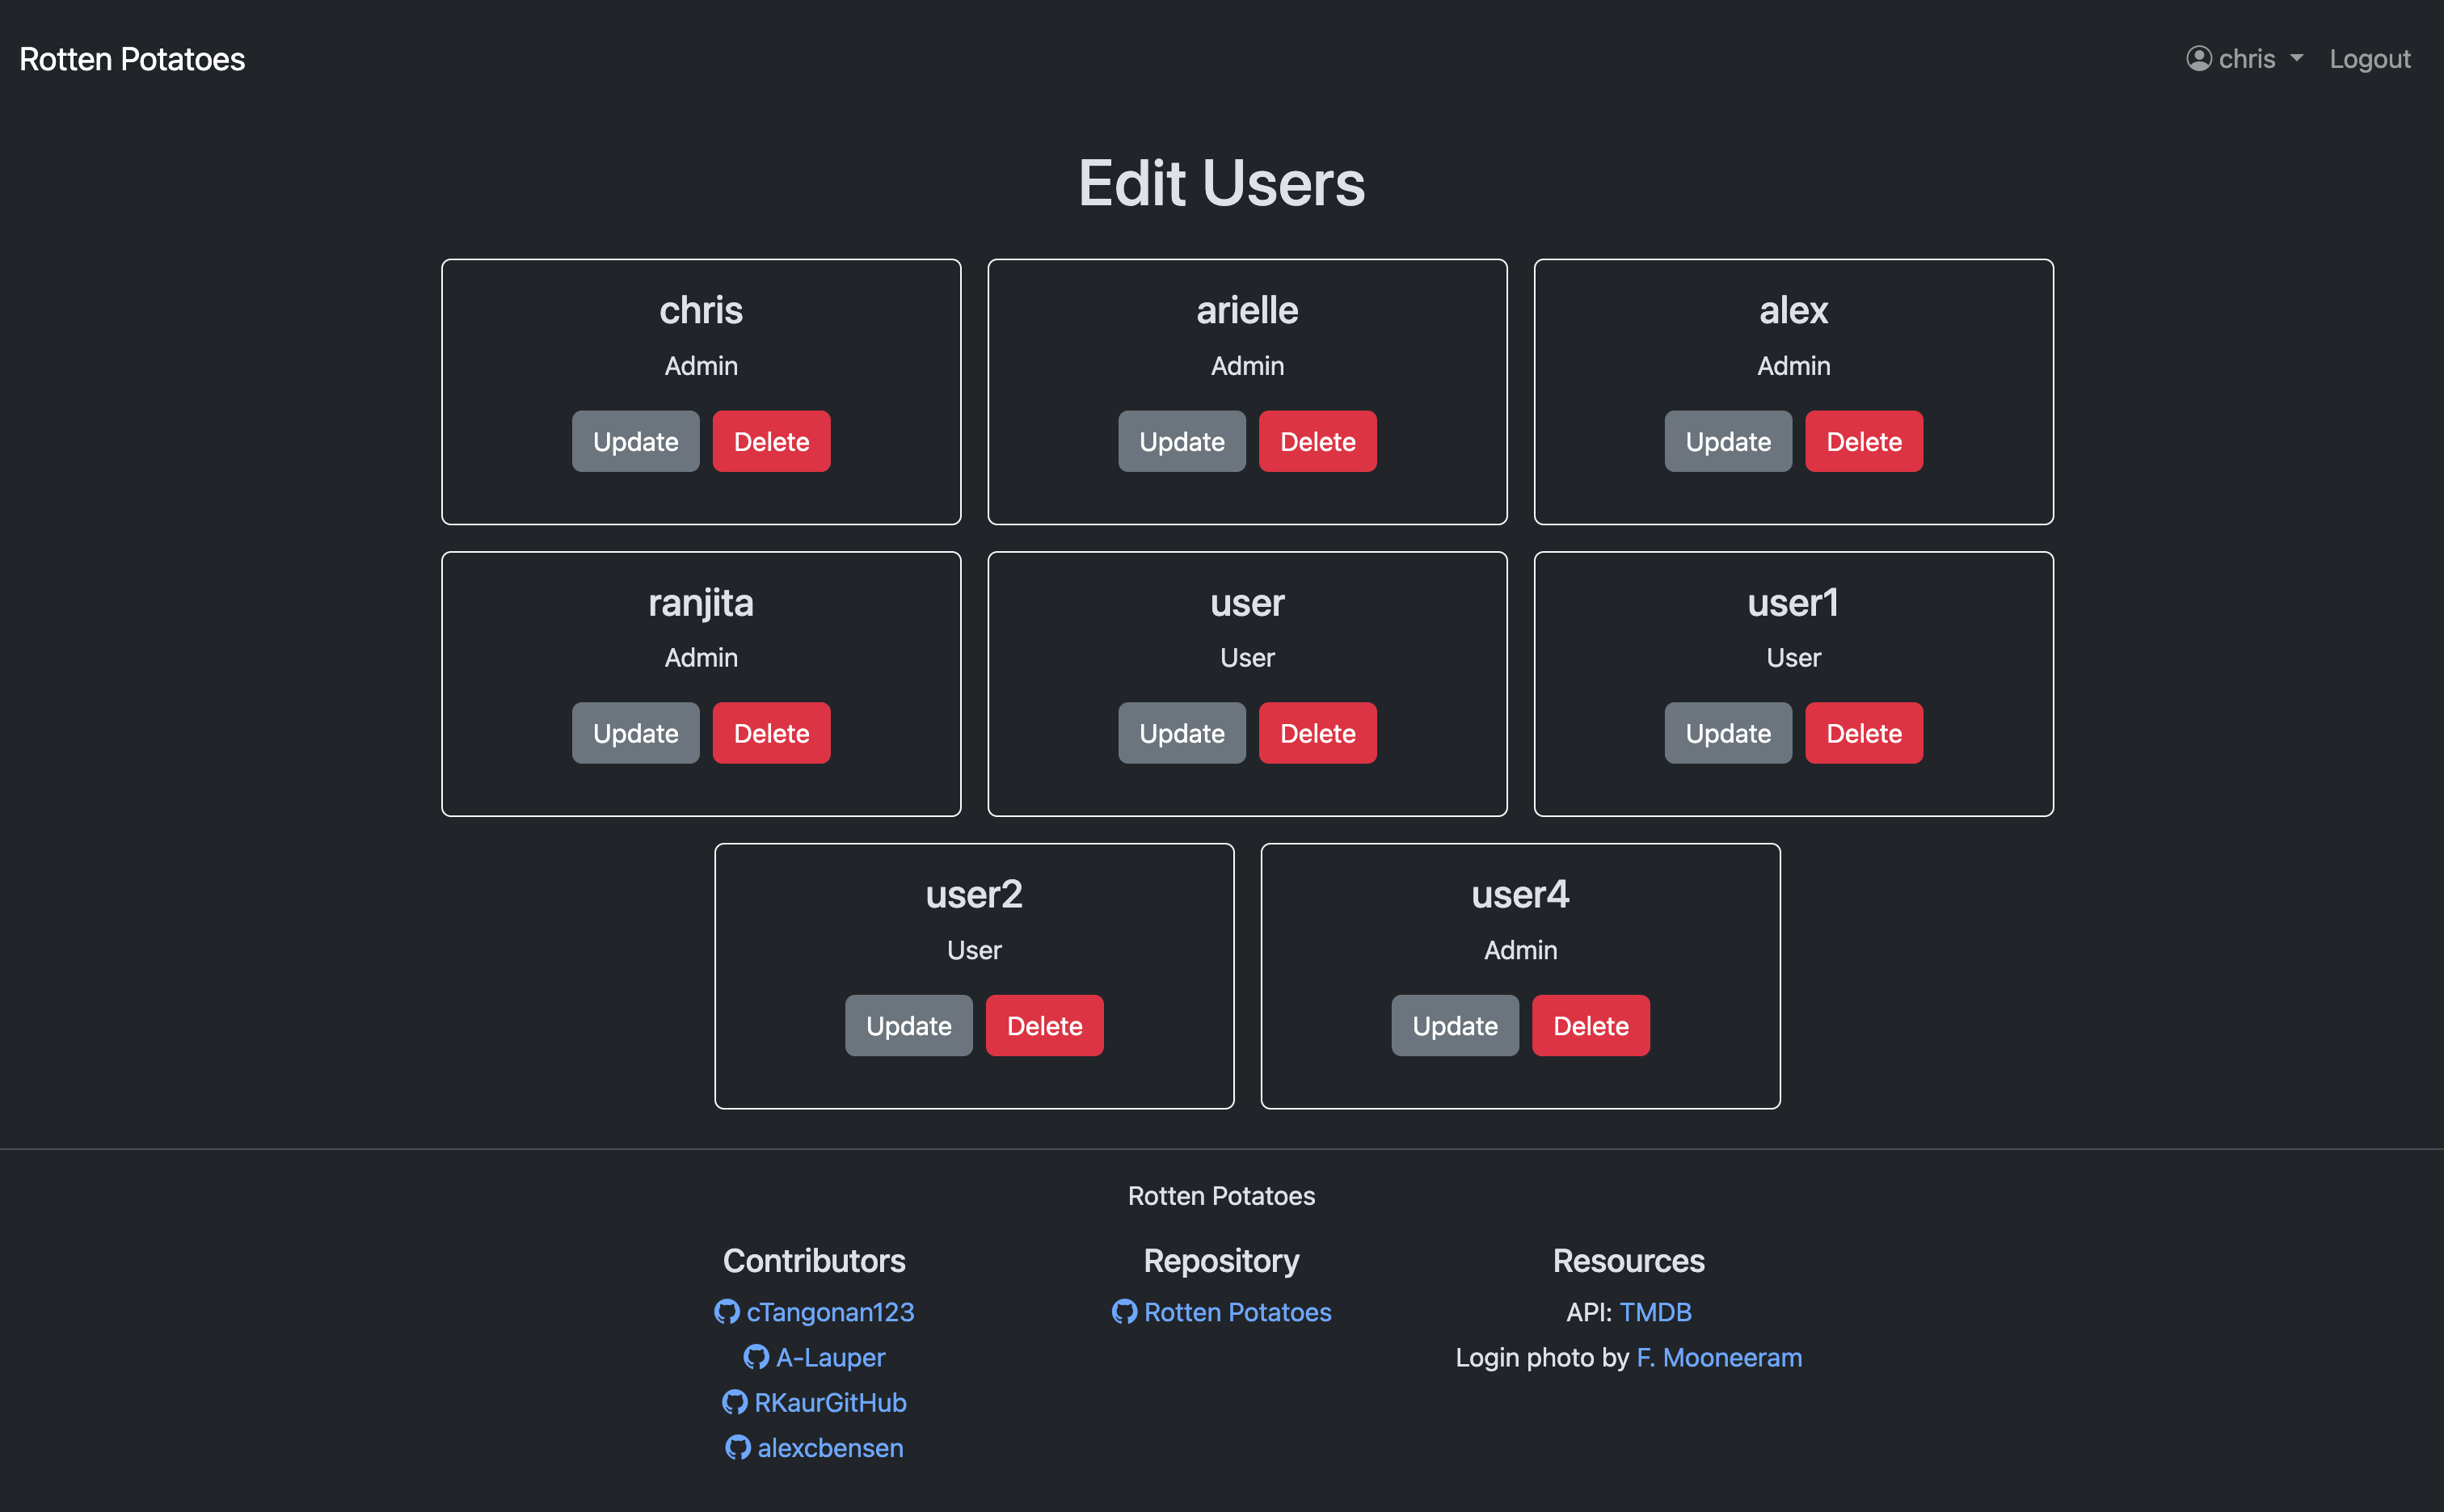 Rotten Potatoes
chris Logout
Edit Users
chris
Admin
Update Delete
arielle
Admin
Update Delete
alex
Admin
Update Delete
ranjita
Admin
Update Delete
user
User
Update Delete
user1
User
Update Delete
user2
User
Update Delete
user4
Admin
Update Delete
Rotten Potatoes
Contributors
cTangonan123
A-Lauper
RKaurGitHub
alexcbensen
Repository
Rotten Potatoes
Resources
API: TMDB
Login photo by F. Mooneeram